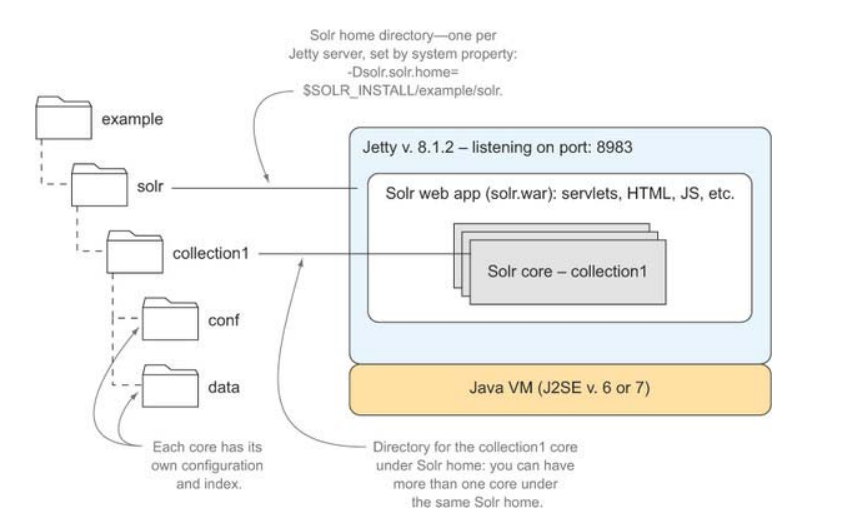 Solr home directory—one per
Jetty server, set by system property:
-Dsolr.solr.home=
$SOLR_INSTALL/example/solr.
example
Jetty v. 8.1.2 – listening on port: 8983
solr
Solr web app (solr.war): servlets, HTML, JS, etc.
collection1
Solr core – collection1
conf
data
Java VM (J2SE v. 6 or 7)
Each core has its
own configuration
and index.
Directory for the collection1 core
under Solr home: you can have
more than one core under
the same Solr home.